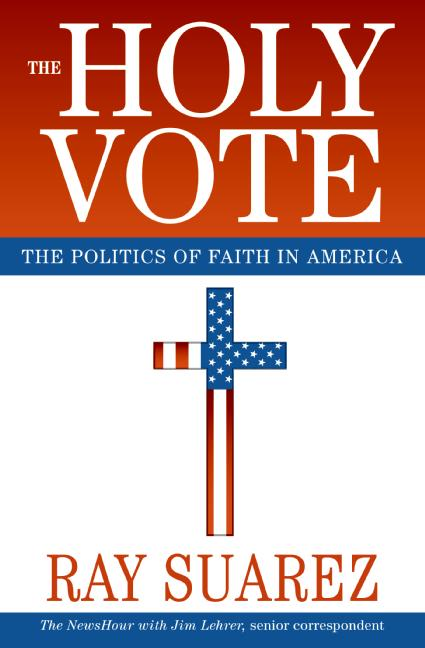 THE HOLY
VOTE
THE POLITICS OF FAITH IN AMERICA
RAY SUAREZ
The NewsHour with Jim Lehrer, senior correspondent